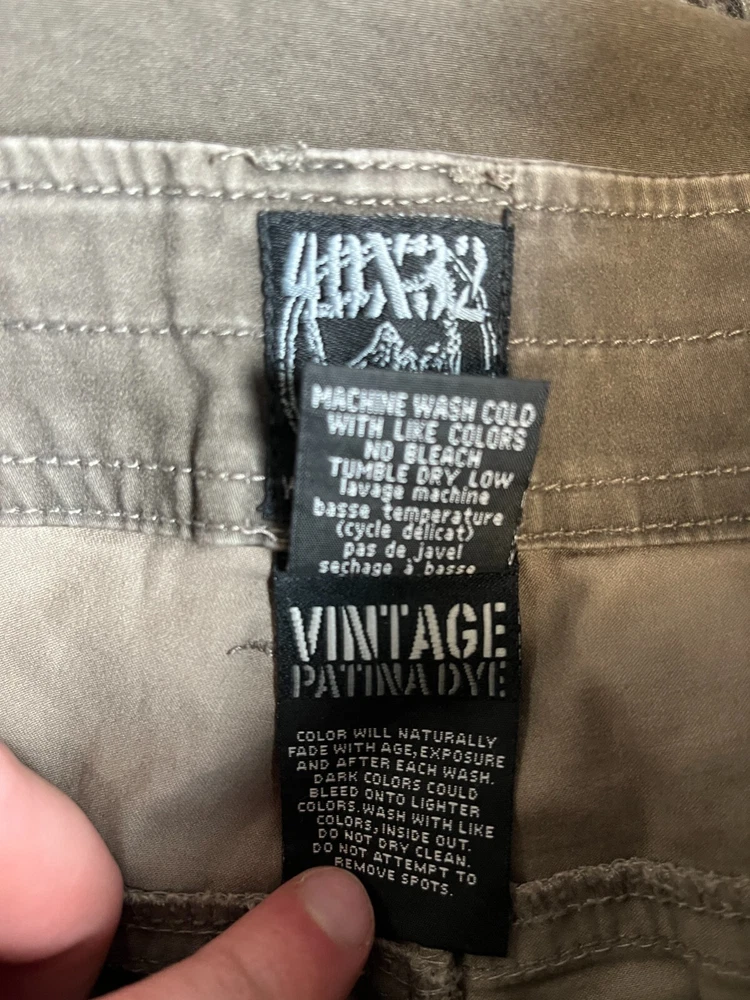 40X32
MACHINE WASH COLD
WITH LIKE COLORS
NO BLEACH
TUMBLE DRY LOW
lavage machine
basse temperature
(cycle délicat)
pas de javel
sechage à basse
VINTAGE
PATINA DYE
COLOR WILL NATURALLY
FADE WITH AGE, EXPOSURE
AND AFTER EACH WASH.
DARK COLORS COULD
BLEED ONTO LIGHTER
COLORS. WASH WITH LIKE
COLORS, INSIDE OUT.
DO NOT DRY CLEAN.
DO NOT ATTEMPT TO
REMOVE SPOTS.